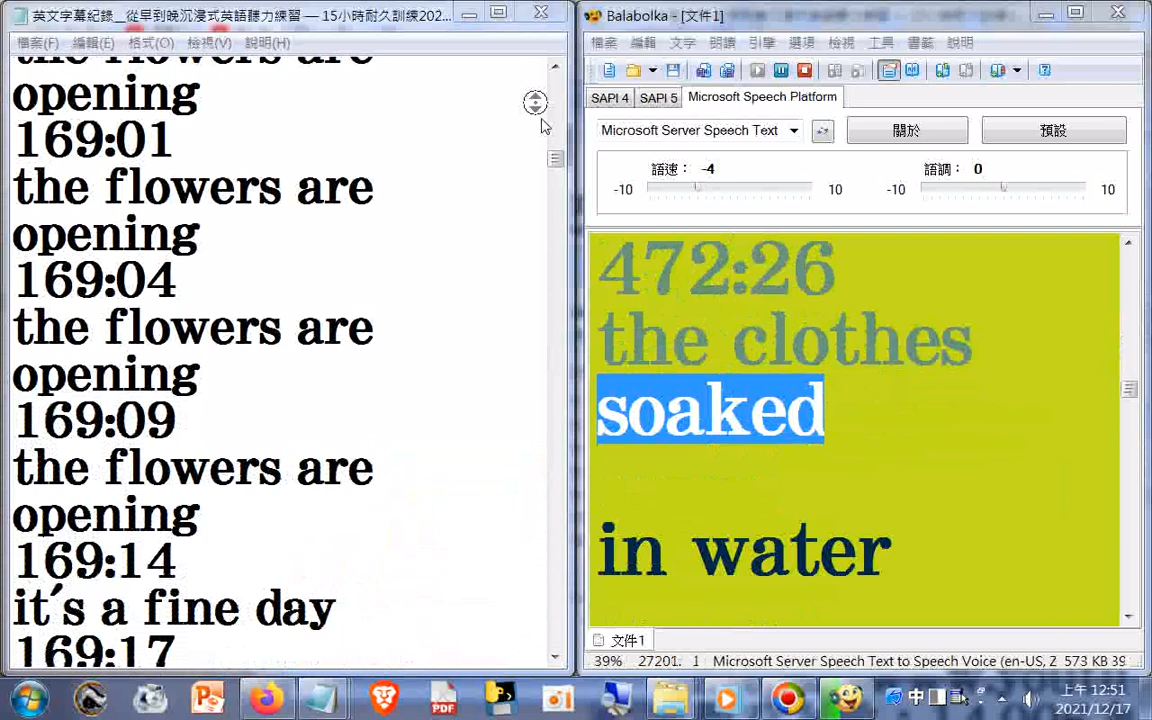 英文字幕紀錄__從早到晚沉浸式英語聽力練習 — 15小時耐久訓練202...
檔案(F) 編輯(E) 格式(O) 檢視(V) 說明(H)
the flowers are
opening
169:01
the flowers are
opening
169:04
the flowers are
opening
169:09
the flowers are
opening
169:14
it's a fine day
169:17
Balabolka - [文件1]
檔案 編輯 文字 朗讀 引擎 選項 檢視 工具 書籤 說明
SAPI 4 SAPI 5 Microsoft Speech Platform
Microsoft Server Speech Text 關於 預設
語速： -4 語調： 0
-10 10 -10 10
472:26
the clothes
soaked
in water
文件1
39% 27201. 1 Microsoft Server Speech Text to Speech Voice (en-US, Z 573 KB 39
中 上午 12:51
2021/12/17